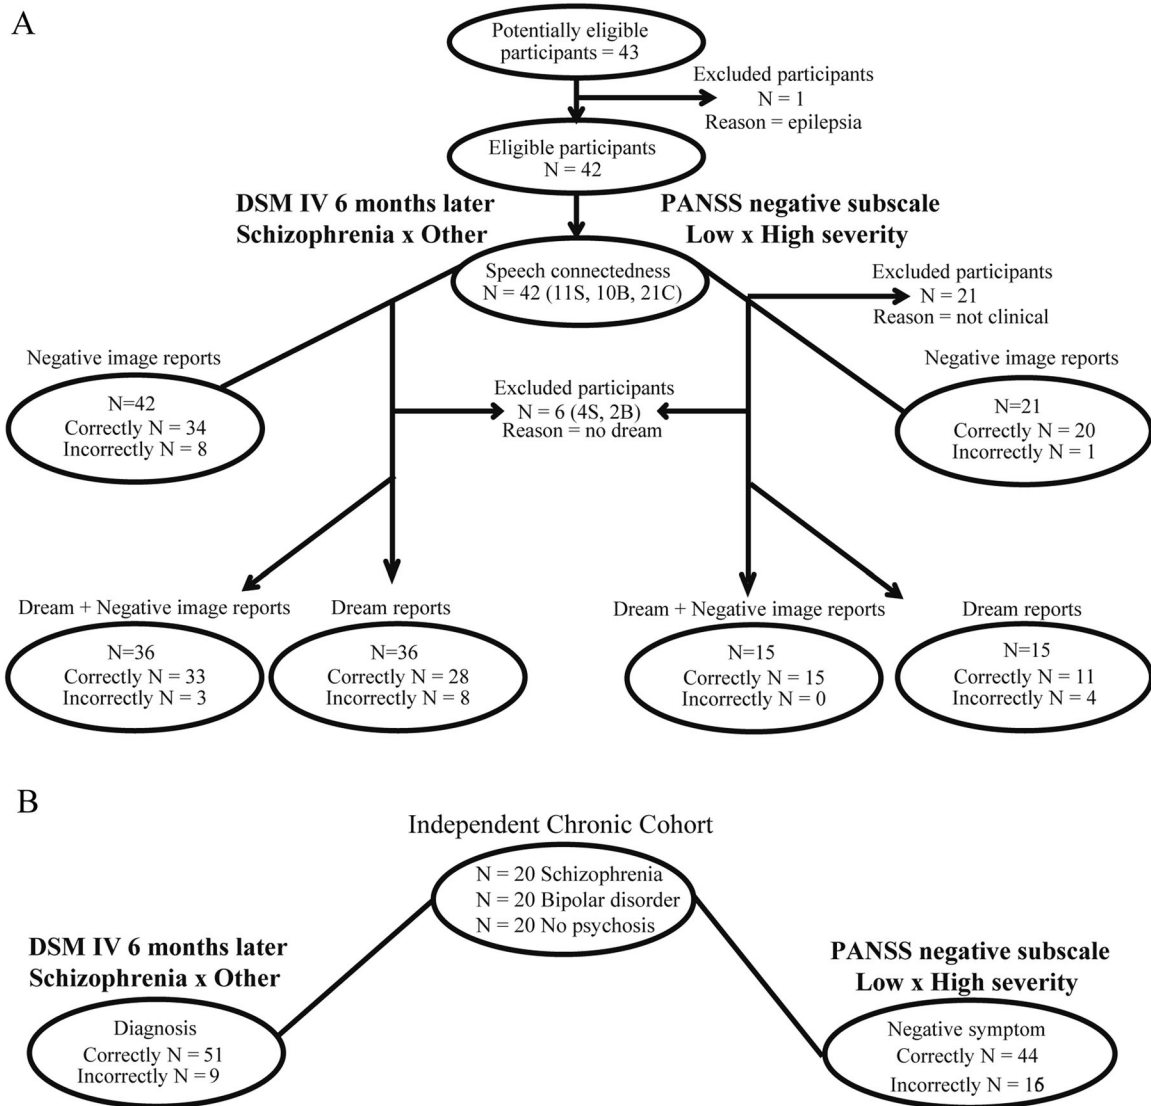 A
Potentially eligible
participants = 43
Excluded participants
N = 1
Reason = epilepsia
Eligible participants
N = 42
DSM IV 6 months later
Schizophrenia x Other
PANSS negative subscale
Low x High severity
Speech connectedness
N = 42 (11S, 10B, 21C)
Excluded participants
N = 21
Reason = not clinical
Negative image reports
N=42
Correctly N = 34
Incorrectly N = 8
Excluded participants
N = 6 (4S, 2B)
Reason = no dream
Negative image reports
N=21
Correctly N = 20
Incorrectly N = 1
Dream + Negative image reports
N=36
Correctly N = 33
Incorrectly N = 3
Dream reports
N=36
Correctly N = 28
Incorrectly N = 8
Dream + Negative image reports
N=15
Correctly N = 15
Incorrectly N = 0
Dream reports
N=15
Correctly N = 11
Incorrectly N = 4
B
Independent Chronic Cohort
N = 20 Schizophrenia
N = 20 Bipolar disorder
N = 20 No psychosis
DSM IV 6 months later
Schizophrenia x Other
Diagnosis
Correctly N = 51
Incorrectly N = 9
PANSS negative subscale
Low x High severity
Negative symptom
Correctly N = 44
Incorrectly N = 16